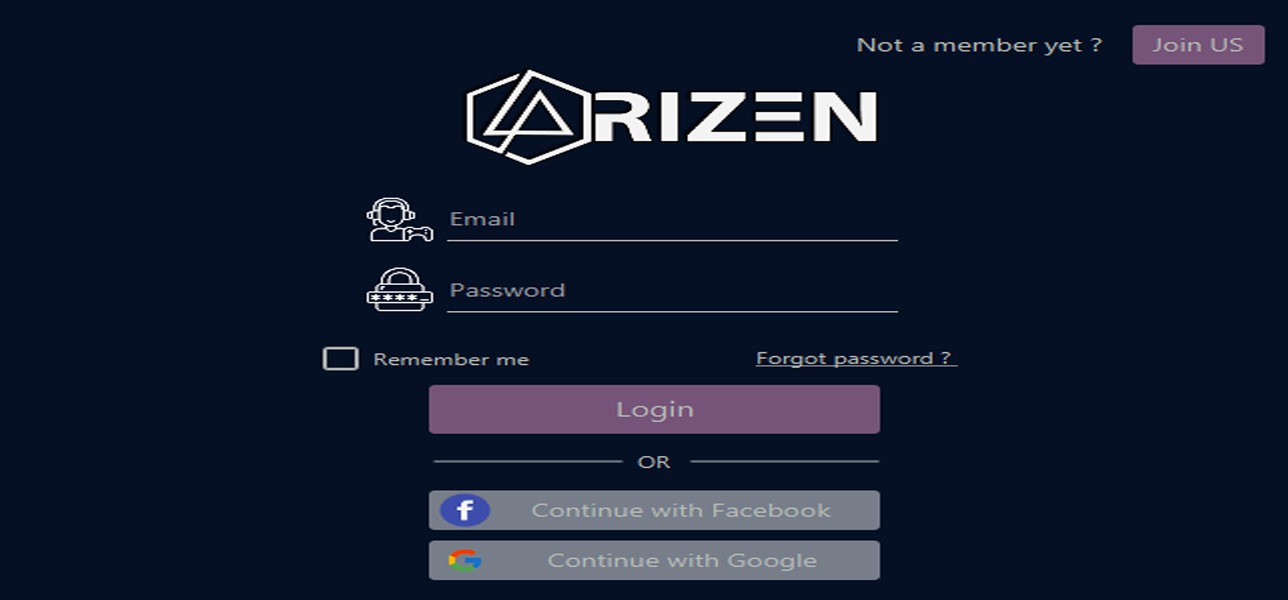 Not a member yet ? Join US
ARIZEN
Email
****_
Password
Remember me Forgot password ?
Login
OR
f Continue with Facebook
G Continue with Google